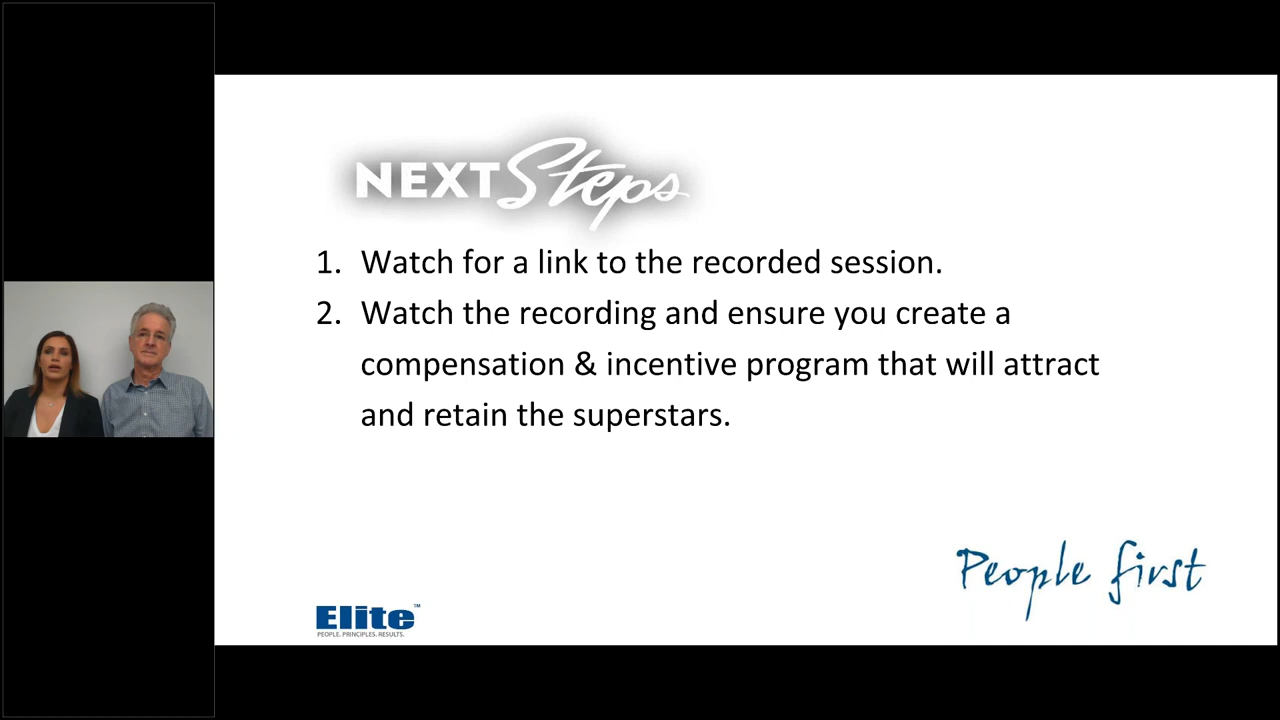 NEXT Steps
1. Watch for a link to the recorded session.
2. Watch the recording and ensure you create a
compensation & incentive program that will attract
and retain the superstars.
People first
Elite™
PEOPLE. PRINCIPLES. RESULTS.